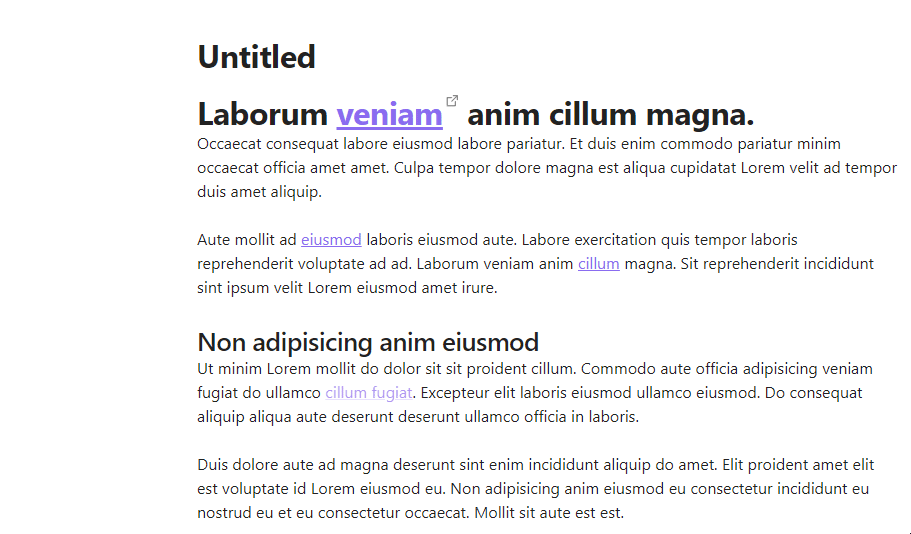 Untitled
Laborum veniam anim cillum magna.
Occaecat consequat labore eiusmod labore pariatur. Et duis enim commodo pariatur minim
occaecat officia amet amet. Culpa tempor dolore magna est aliqua cupidatat Lorem velit ad tempor
duis amet aliquip.
Aute mollit ad eiusmod laboris eiusmod aute. Labore exercitation quis tempor laboris
reprehenderit voluptate ad ad. Laborum veniam anim cillum magna. Sit reprehenderit incididunt
sint ipsum velit Lorem eiusmod amet irure.
Non adipisicing anim eiusmod
Ut minim Lorem mollit do dolor sit sit proident cillum. Commodo aute officia adipisicing veniam
fugiat do ullamco cillum fugiat. Excepteur elit laboris eiusmod ullamco eiusmod. Do consequat
aliquip aliqua aute deserunt deserunt ullamco officia in laboris.
Duis dolore aute ad magna deserunt sint enim incididunt aliquip do amet. Elit proident amet elit
est voluptate id Lorem eiusmod eu. Non adipisicing anim eiusmod eu consectetur incididunt eu
nostrud eu et eu consectetur occaecat. Mollit sit aute est est.